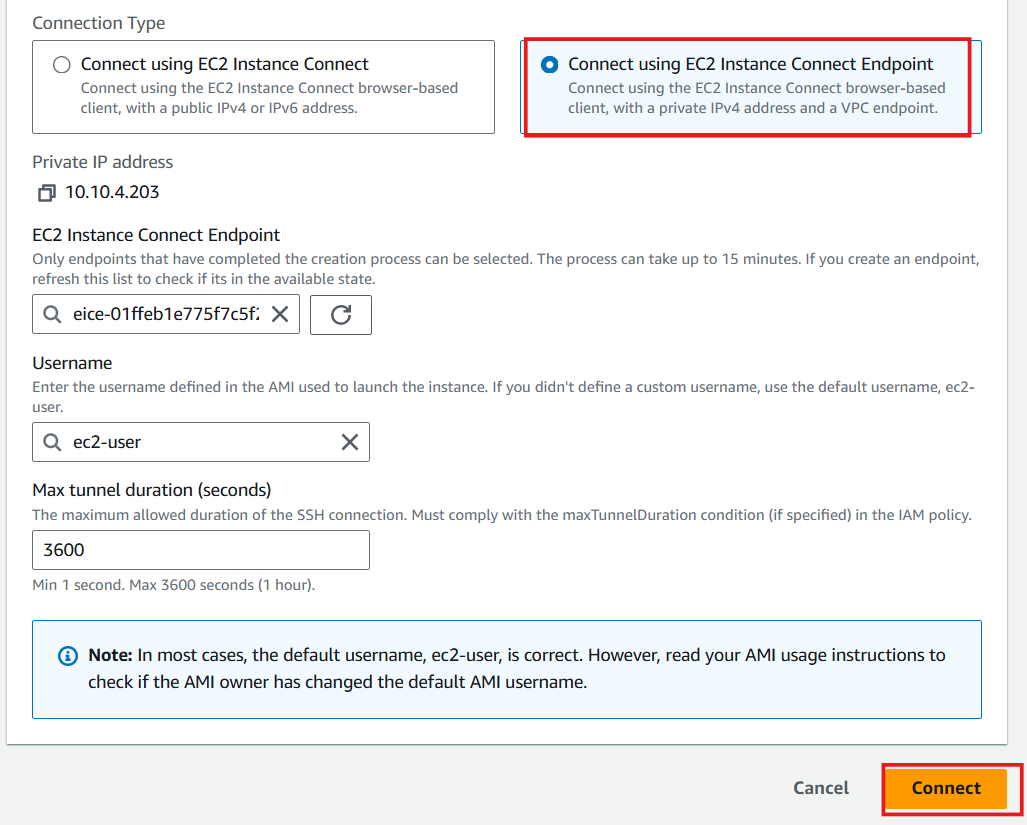 Connection Type
Connect using EC2 Instance Connect
Connect using the EC2 Instance Connect browser-based
client, with a public IPv4 or IPv6 address.
Connect using EC2 Instance Connect Endpoint
Connect using the EC2 Instance Connect browser-based
client, with a private IPv4 address and a VPC endpoint.
Private IP address
10.10.4.203
EC2 Instance Connect Endpoint
Only endpoints that have completed the creation process can be selected. The process can take up to 15 minutes. If you create an endpoint,
refresh this list to check if its in the available state.
eice-01ffeb1e775f7c5f2
Username
Enter the username defined in the AMI used to launch the instance. If you didn't define a custom username, use the default username, ec2-
user.
ec2-user
Max tunnel duration (seconds)
The maximum allowed duration of the SSH connection. Must comply with the maxTunnelDuration condition (if specified) in the IAM policy.
3600
Min 1 second. Max 3600 seconds (1 hour).
Note: In most cases, the default username, ec2-user, is correct. However, read your AMI usage instructions to
check if the AMI owner has changed the default AMI username.
Cancel
Connect